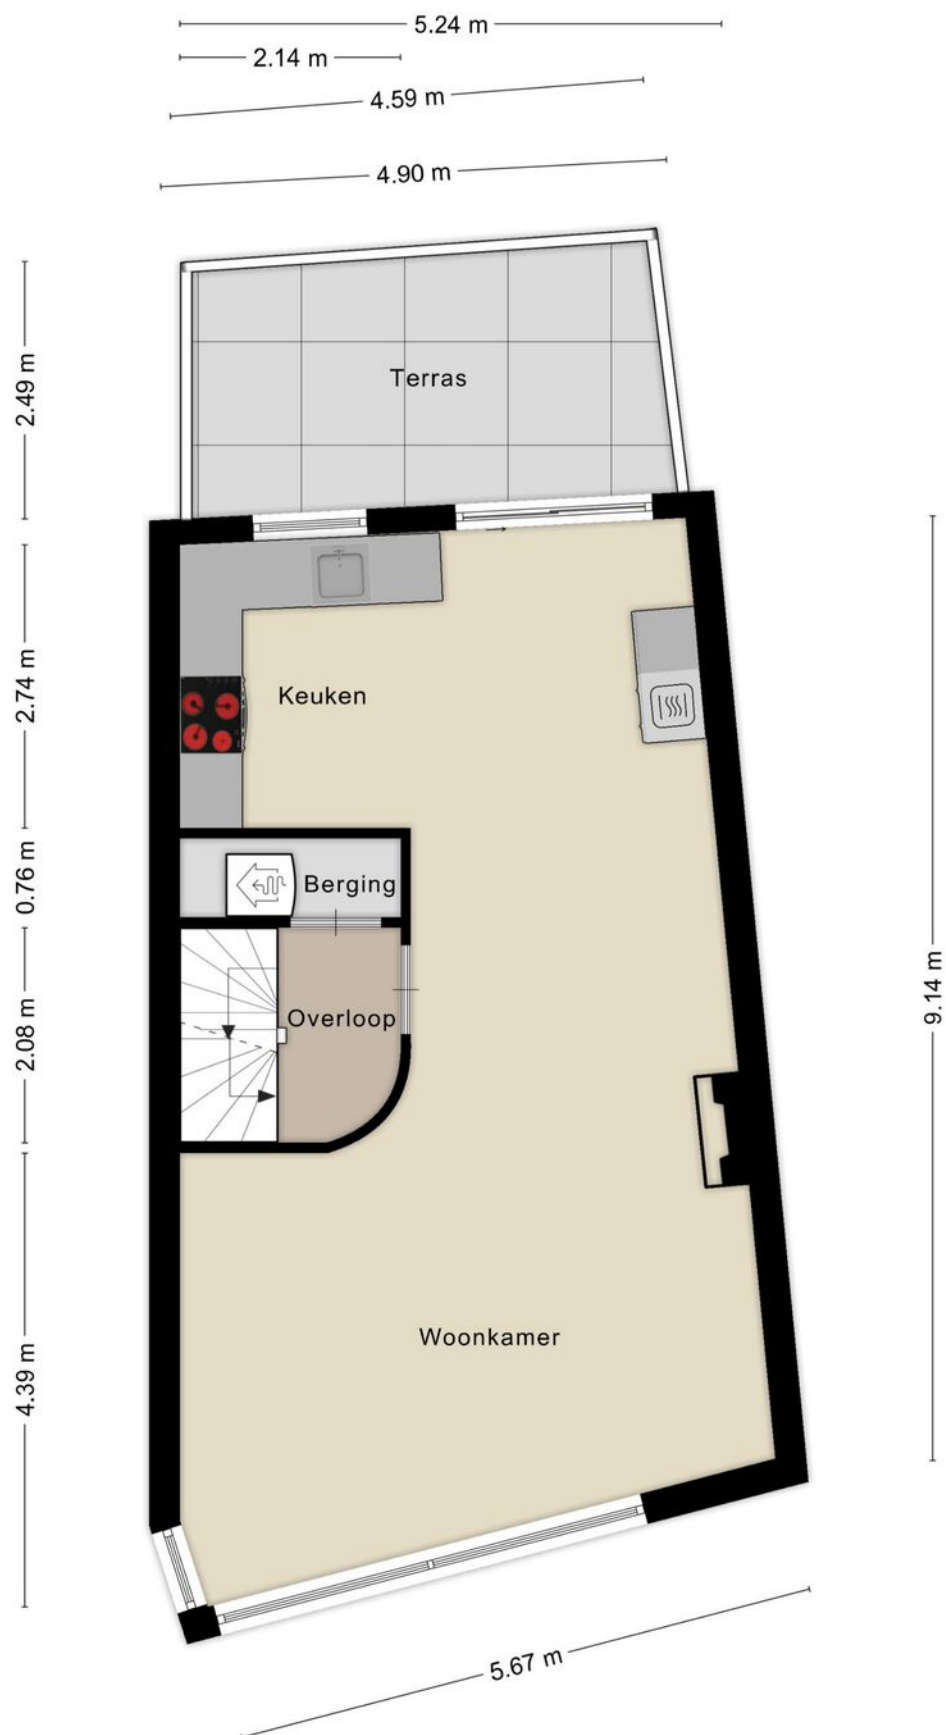 5.24 m
2.14 m
4.59 m
4.90 m
2.49 m
Terras
2.74 m
Keuken
0.76 m
Berging
9.14 m
2.08 m
Overloop
4.39 m
Woonkamer
5.67 m